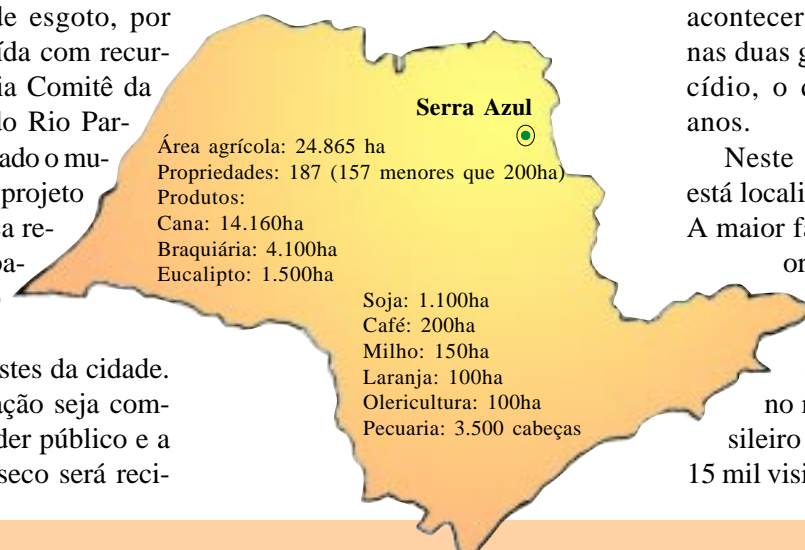 de esgoto, por
ída com recur-
ia Comitê da
do Rio Par-
ado o mu-
projeto
a re-
pa-
stes da cidade.
ação seja com-
der público e a
seco será reci-
Serra Azul
Área agrícola: 24.865 ha
Propriedades: 187 (157 menores que 200ha)
Produtos:
Cana: 14.160ha
Braquiária: 4.100ha
Eucalipto: 1.500ha
Soja: 1.100ha
Café: 200ha
Milho: 150ha
Laranja: 100ha
Olericultura: 100ha
Pecuaria: 3.500 cabeças
acontecer
nas duas g
cídio, o
anos.
Neste
está locali
A maior fa
or
no
sileiro
15 mil visi